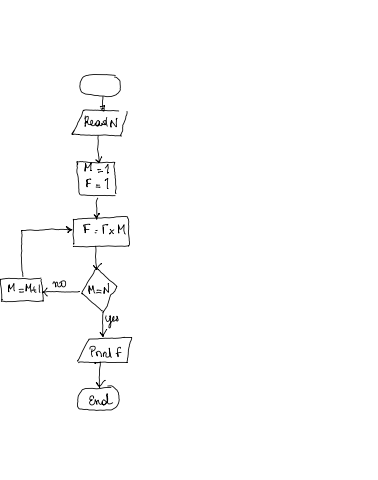 Read N
M = 1
F = 1
F = F x M
M = N
no
M = M+1
yes
Print F
End